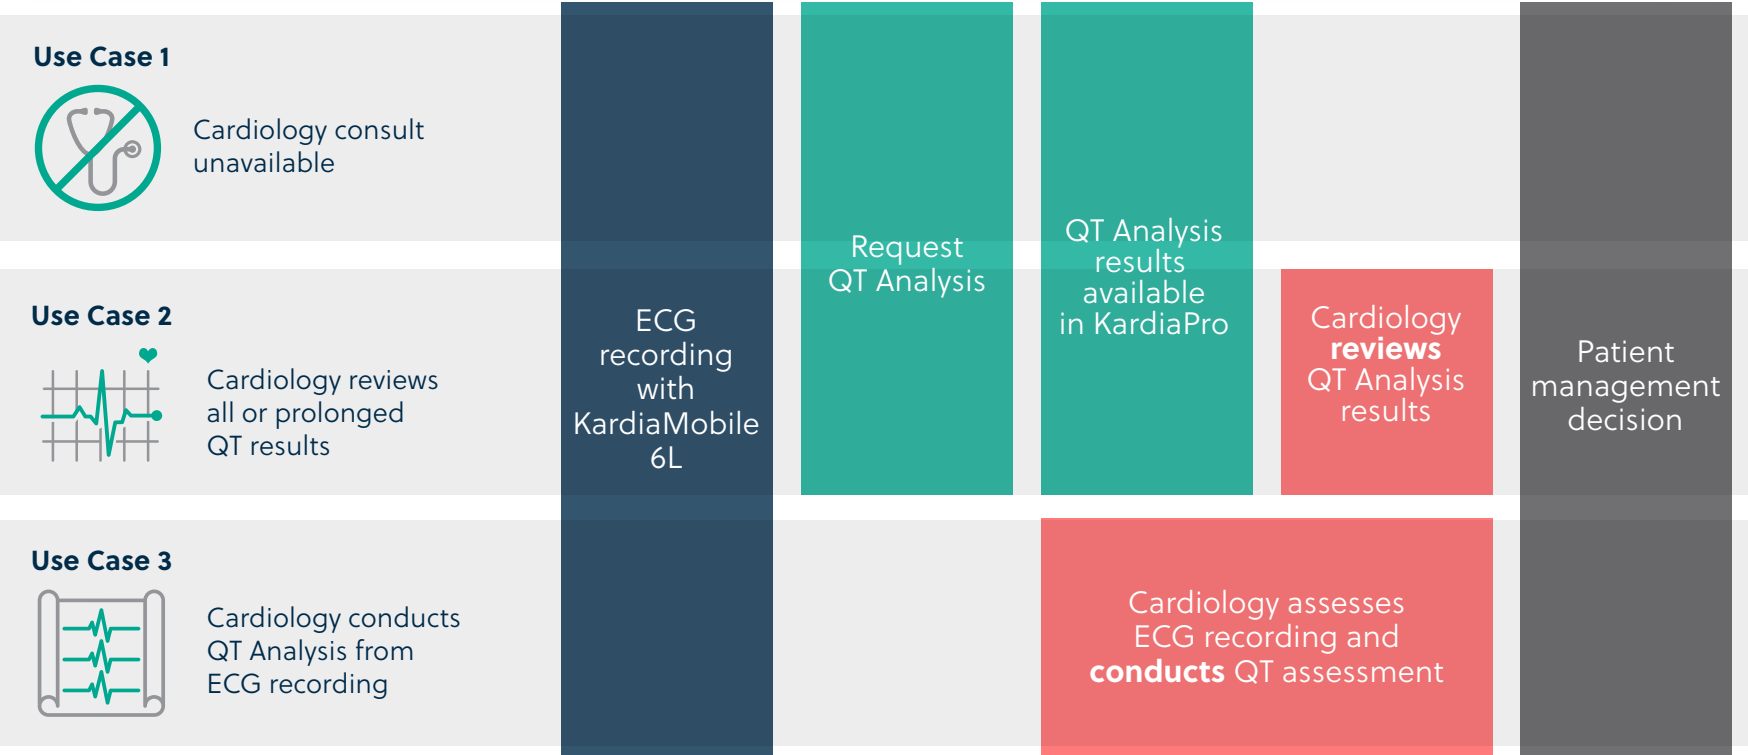 Use Case 1
Cardiology consult
unavailable
Use Case 2
Cardiology reviews
all or prolonged
QT results
Use Case 3
Cardiology conducts
QT Analysis from
ECG recording
ECG
recording
with
KardiaMobile
6L
Request
QT Analysis
QT Analysis
results
available
in KardiaPro
Cardiology
reviews
QT Analysis
results
Cardiology assesses
ECG recording and
conducts QT assessment
Patient
management
decision